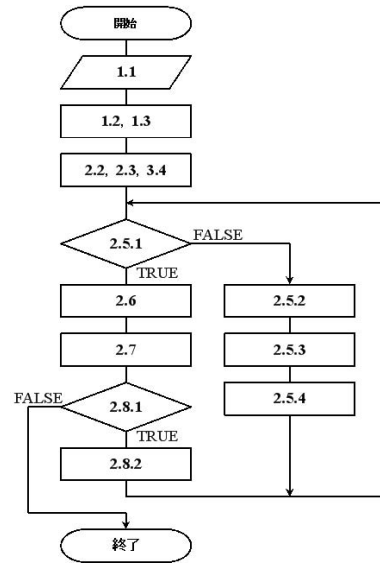 開始
1.1
1.2, 1.3
2.2, 2.3, 3.4
2.5.1
FALSE
TRUE
2.6
2.5.2
2.7
2.5.3
FALSE
2.8.1
2.5.4
TRUE
2.8.2
終了